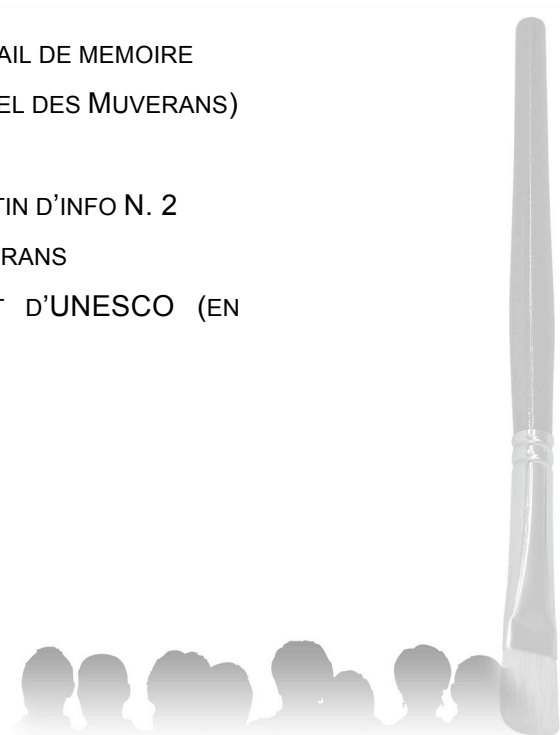 AIL DE MEMOIRE
EL DES MUVERANS)
TIN D'INFO N. 2
RANS
T D'UNESCO (EN